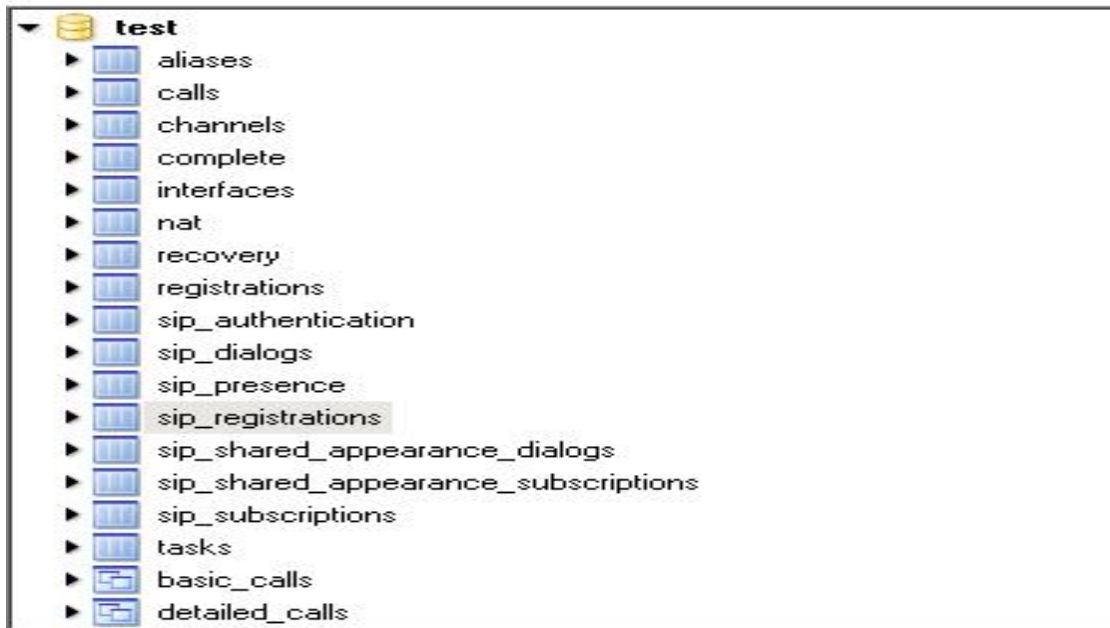 test
aliases
calls
channels
complete
interfaces
nat
recovery
registrations
sip_authentication
sip_dialogs
sip_presence
sip_registrations
sip_shared_appearance_dialogs
sip_shared_appearance_subscriptions
sip_subscriptions
tasks
basic_calls
detailed_calls